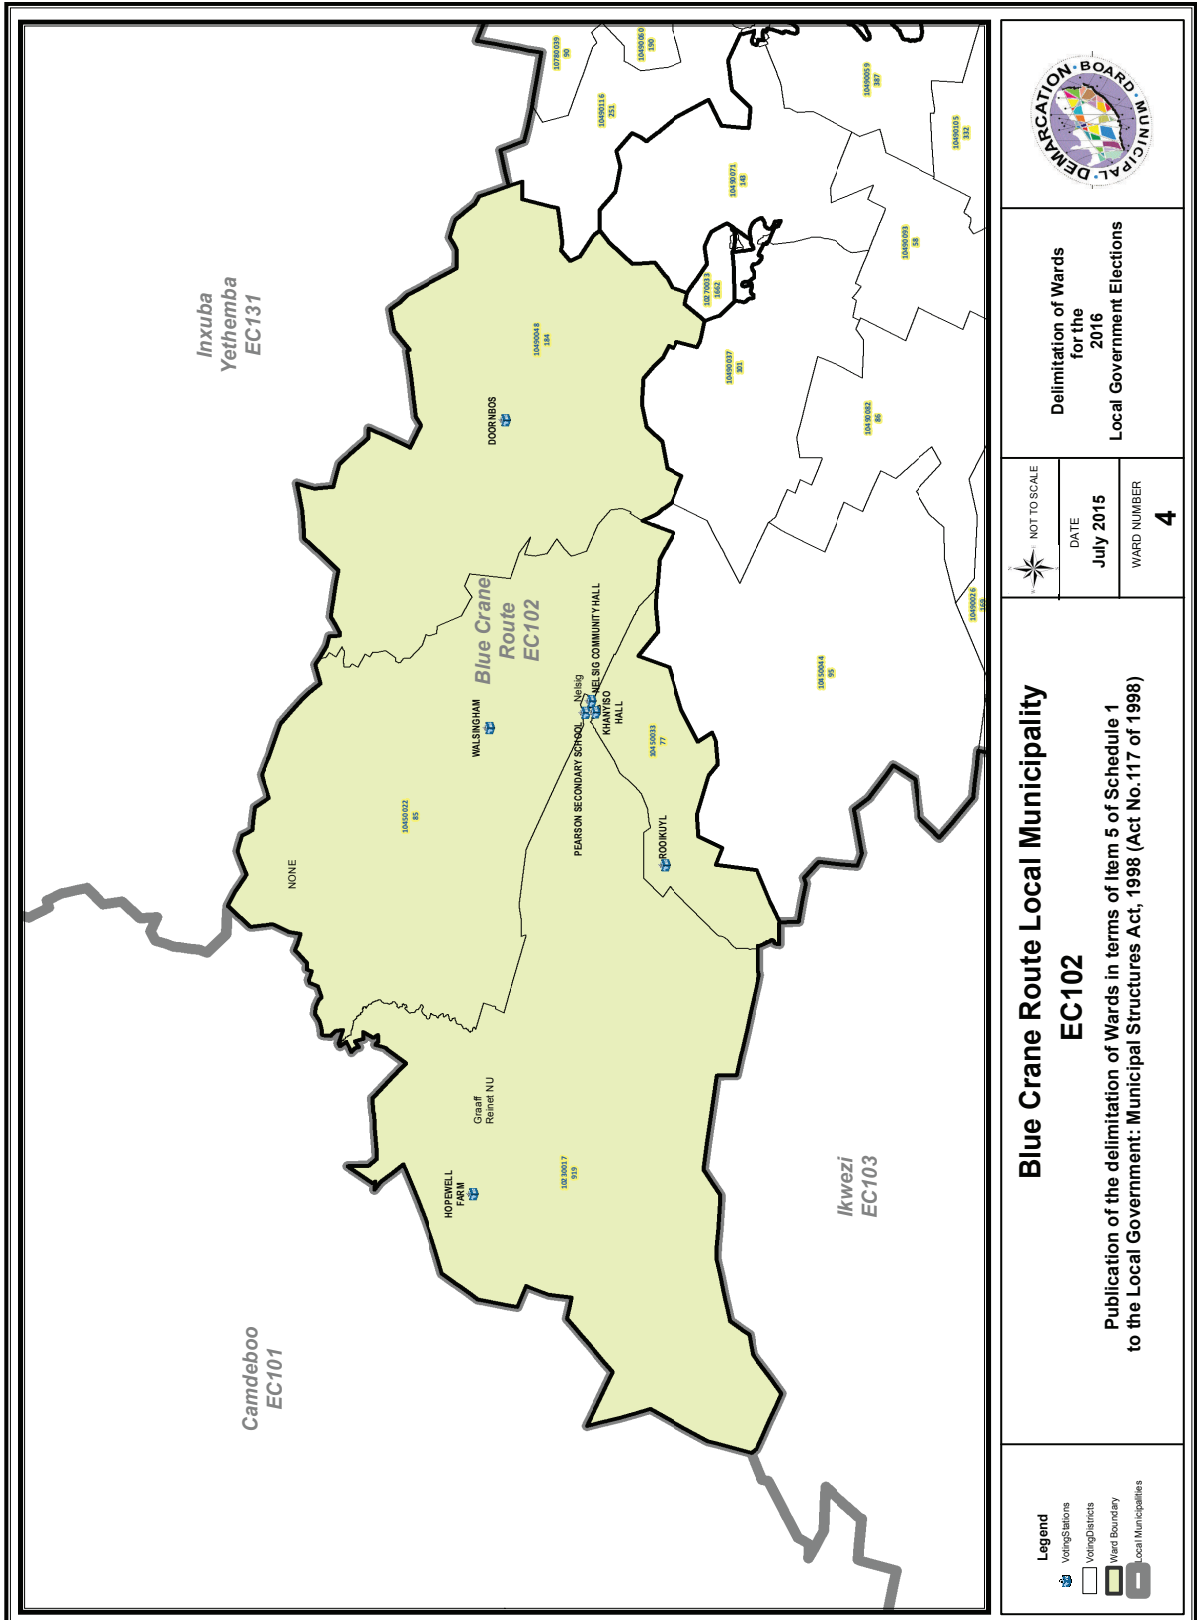 Inxuba
Yethemba
EC131
Camdeboo
EC101
Ikwezi
EC103
Blue Crane
Route
EC102
NONE
Graaff
Reinet NU
Nelsig
HOPEWELL
FARM
WALSINGHAM
DOORNBOS
PEARSON SECONDARY SCHOOL
NELSIG COMMUNITY HALL
KHANYISO
HALL
ROOIKUYL
10230017
919
10450022
85
10450033
77
10490048
184
10780039
90
10490116
251
10490060
190
10490059
387
10490105
332
10490071
143
10490093
58
10270033
1662
10490037
101
10490082
86
10450044
95
10490026
169
Legend
VotingStations
VotingDistricts
Ward Boundary
Local Municipalities
Blue Crane Route Local Municipality
EC102
Publication of the delimitation of Wards in terms of Item 5 of Schedule 1
to the Local Government: Municipal Structures Act, 1998 (Act No.117 of 1998)
NOT TO SCALE
DATE
July 2015
WARD NUMBER
4
Delimitation of Wards
for the
2016
Local Government Elections
MUNICIPAL · DEMARCATION · BOARD